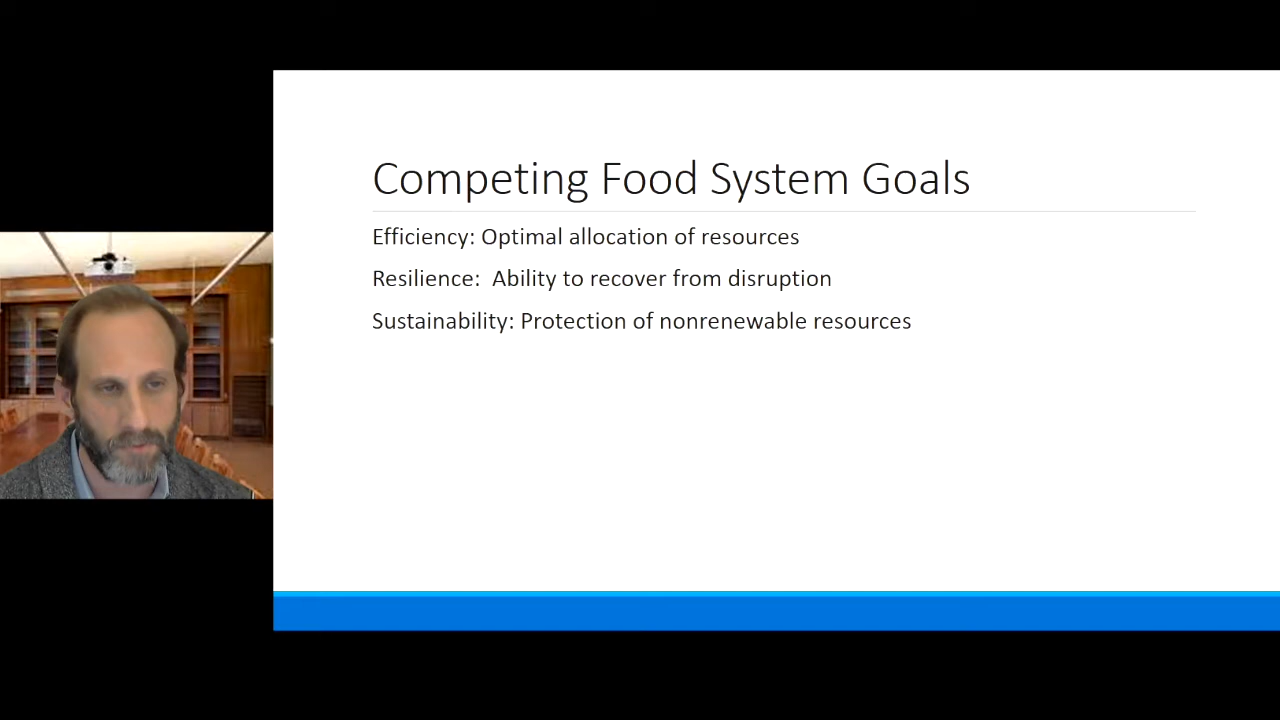 Competing Food System Goals
Efficiency: Optimal allocation of resources
Resilience:  Ability to recover from disruption
Sustainability: Protection of nonrenewable resources